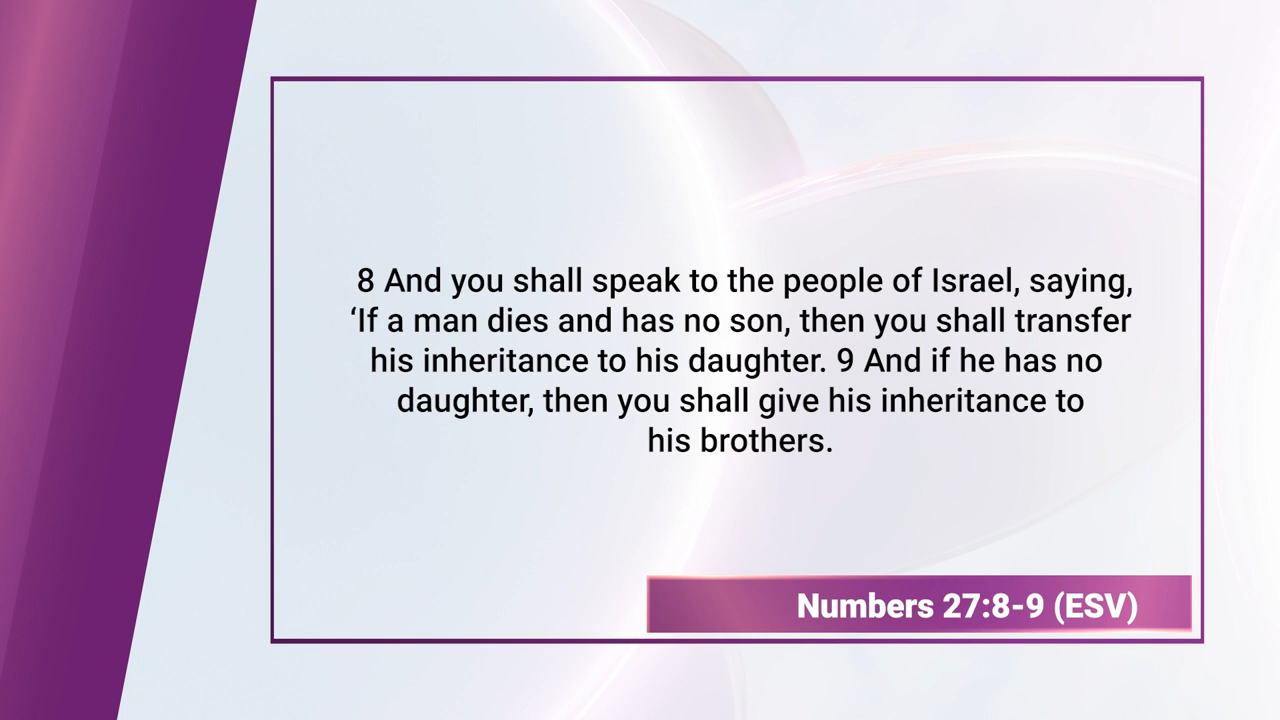 8 And you shall speak to the people of Israel, saying,
‘If a man dies and has no son, then you shall transfer
his inheritance to his daughter. 9 And if he has no
daughter, then you shall give his inheritance to
his brothers.
Numbers 27:8-9 (ESV)